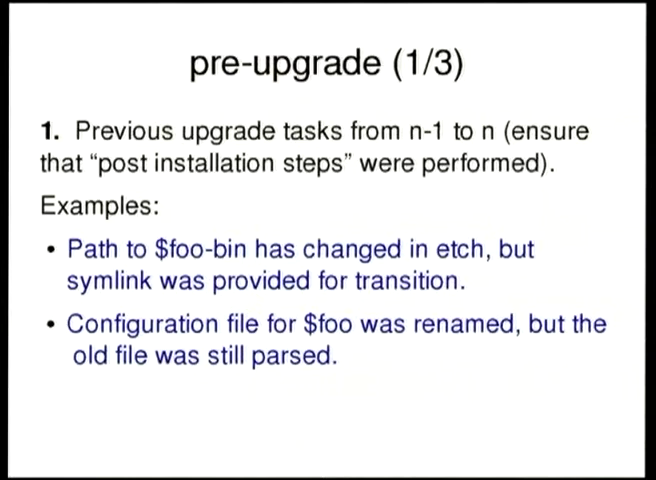 pre-upgrade (1/3)
1. Previous upgrade tasks from n-1 to n (ensure
that “post installation steps” were performed).
Examples:
• Path to $foo-bin has changed in etch, but
symlink was provided for transition.
• Configuration file for $foo was renamed, but the
old file was still parsed.